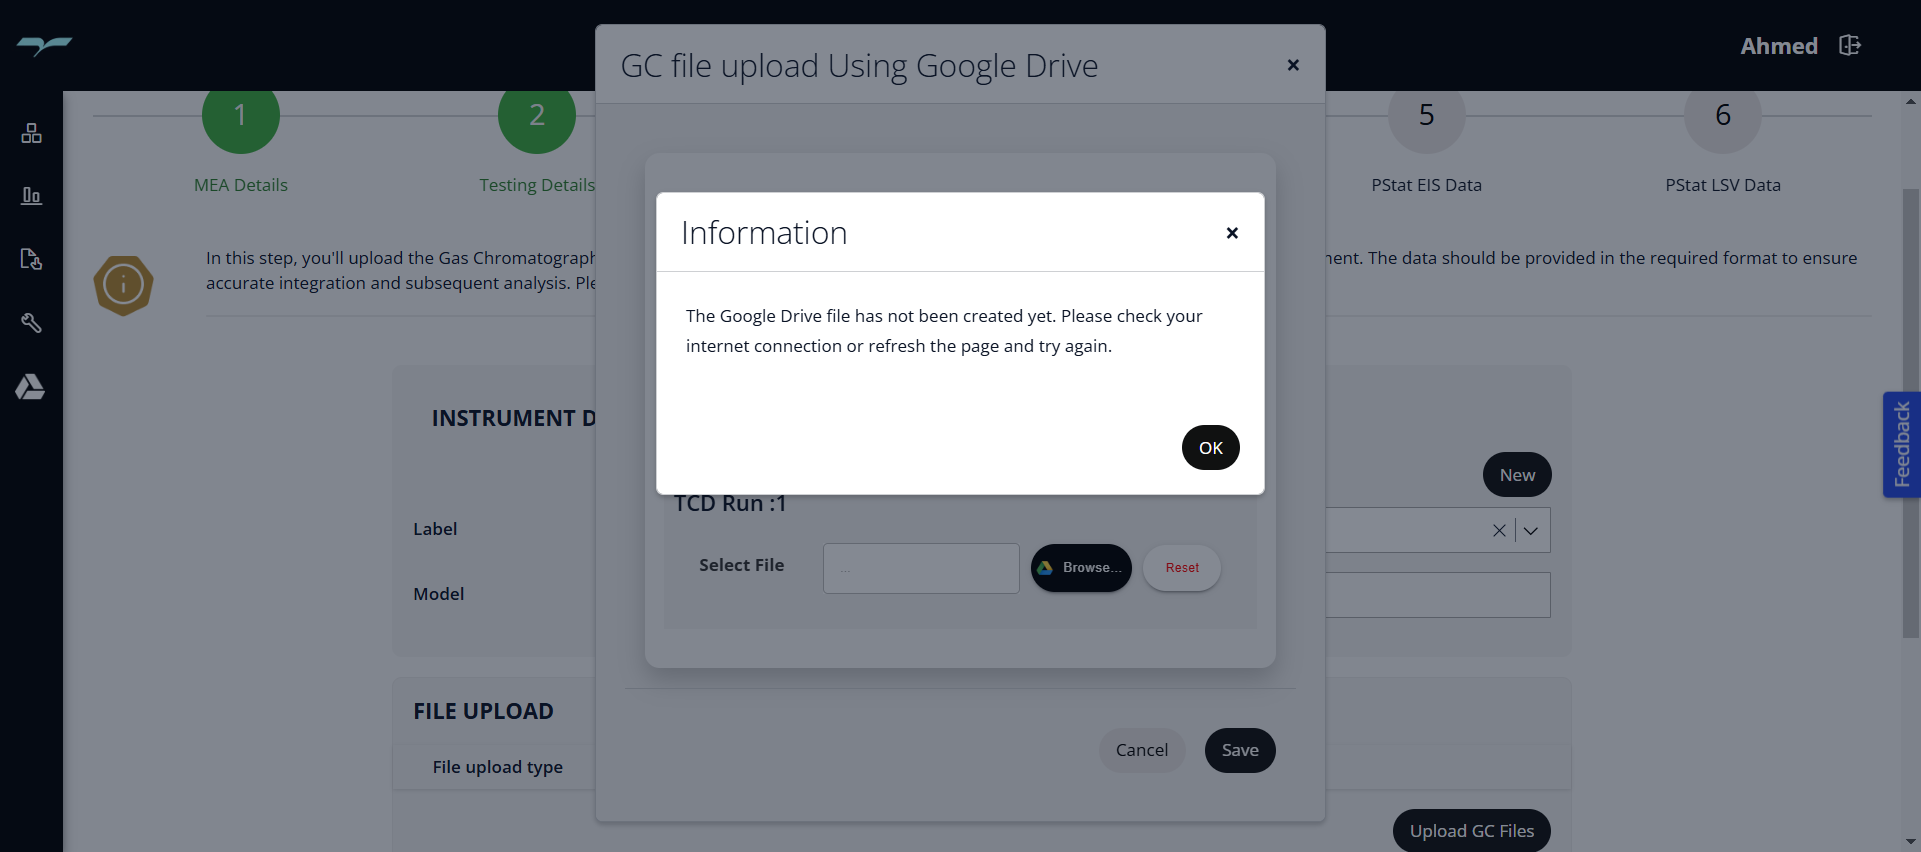 Ahmed
GC file upload Using Google Drive
1
2
5
6
MEA Details
Testing Details
PStat EIS Data
PStat LSV Data
In this step, you'll upload the Gas Chromatograph
The data should be provided in the required format to ensure
accurate integration and subsequent analysis.
Information
The Google Drive file has not been created yet. Please check your
internet connection or refresh the page and try again.
OK
INSTRUMENT D
New
Label
Model
TCD Run :1
Select File
...
Browse...
Reset
Feedback
FILE UPLOAD
File upload type
Cancel
Save
Upload GC Files